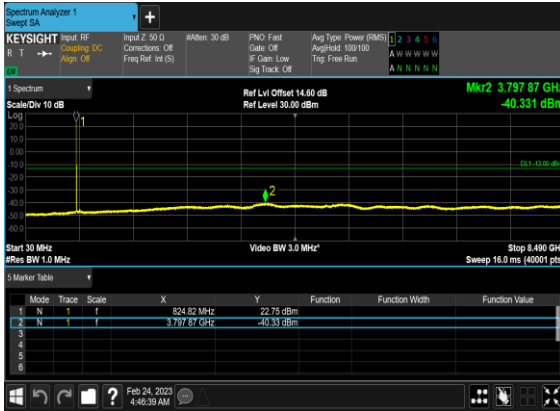 Spectrum Analyzer 1
Swept SA
+
KEYSIGHT Input: RF Input Z: 50 Ω #Atten: 30 dB PNO: Fast Avg Type: Power (RMS) 1 2 3 4 5 6
R T Coupling: DC Corrections: Off Gate: Off Avg|Hold: 100/100 A W W W W W
Align: Off Freq Ref: Int (S) IF Gain: Low Trig: Free Run
Sig Track: Off A N N N N N
1 Spectrum Ref Lvl Offset 14.60 dB Mkr2 3.797 87 GHz
Scale/Div 10 dB Ref Level 30.00 dBm -40.331 dBm
Log
1
20.0
10.0
0.00
-10.0
DL1 -13.00 dBm
-20.0
-30.0
2
-40.0
-50.0
-60.0
Start 30 MHz Video BW 3.0 MHz* Stop 8.490 GHz
#Res BW 1.0 MHz Sweep 16.0 ms (40001 pts)
5 Marker Table
Mode Trace Scale X Y Function Function Width Function Value
1 N 1 f 824.82 MHz 22.75 dBm
2 N 1 f 3.797 87 GHz -40.33 dBm
3
4
5
6
? Feb 24, 2023
4:46:39 AM